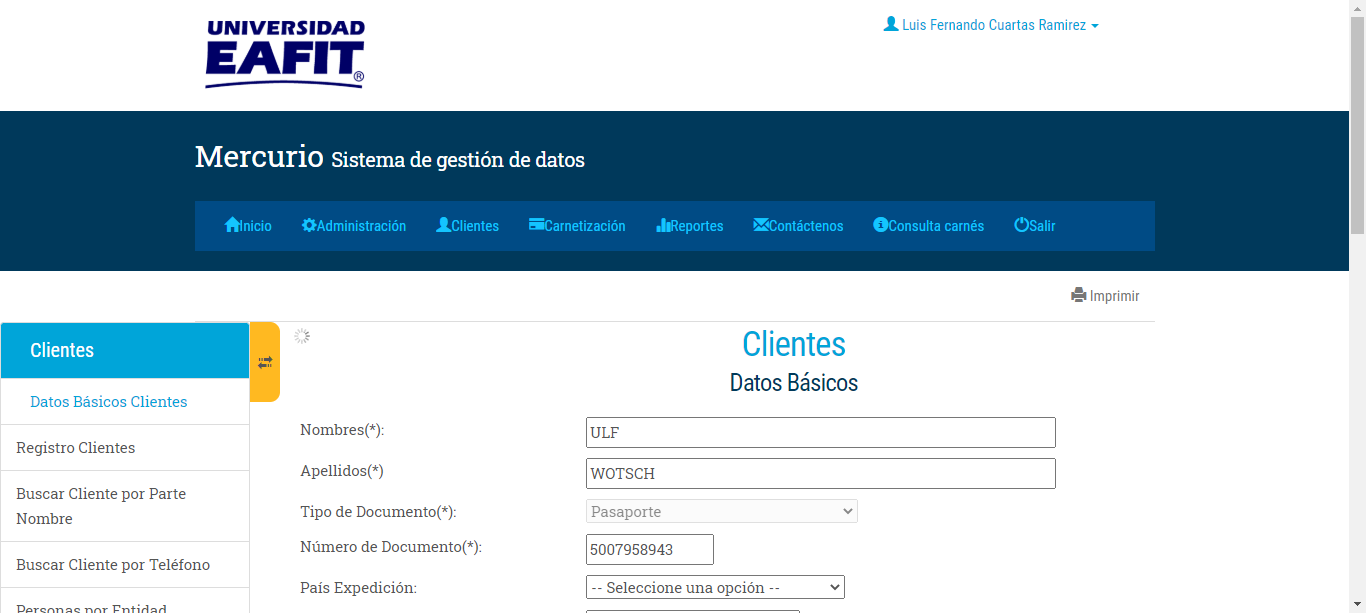 UNIVERSIDAD
EAFIT®
Luis Fernando Cuartas Ramirez
Mercurio Sistema de gestión de datos
Inicio Administración Clientes Carnetización Reportes Contáctenos Consulta carnés Salir
Imprimir
Clientes
Datos Básicos Clientes
Registro Clientes
Buscar Cliente por Parte
Nombre
Buscar Cliente por Teléfono
Personas por Entidad
Clientes
Datos Básicos
Nombres(*): ULF
Apellidos(*) WOTSCH
Tipo de Documento(*): Pasaporte
Número de Documento(*): 5007958943
País Expedición: -- Seleccione una opción --